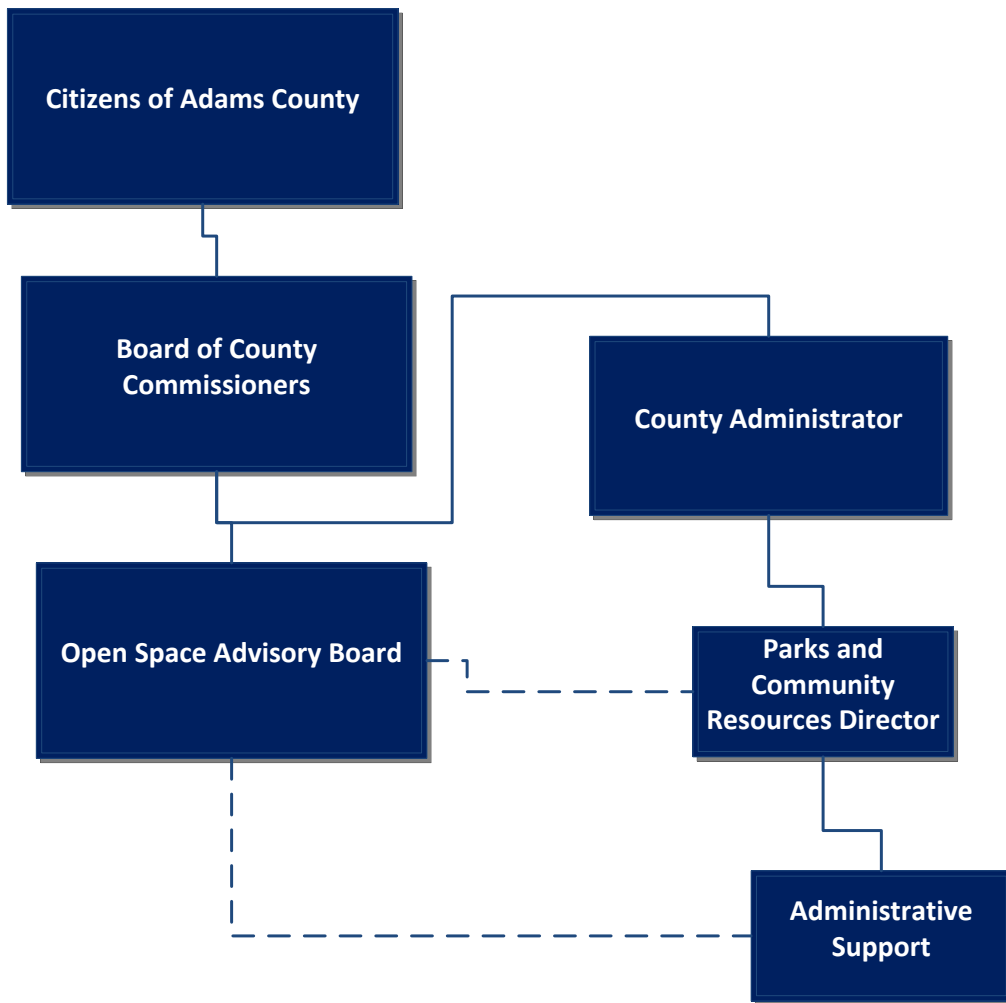 Citizens of Adams County
Board of County
Commissioners
County Administrator
Open Space Advisory Board
Parks and
Community
Resources Director
Administrative
Support